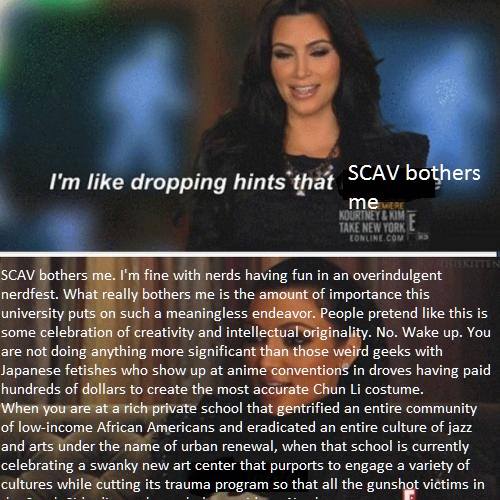 I'm like dropping hints that SCAV bothers
me
KOURTNEY & KIM
TAKE NEW YORK
EONLINE.COM
SCAV bothers me. I'm fine with nerds having fun in an overindulgent
nerdfest. What really bothers me is the amount of importance this
university puts on such a meaningless endeavor. People pretend like this is
some celebration of creativity and intellectual originality. No. Wake up. You
are not doing anything more significant than those weird geeks with
Japanese fetishes who show up at anime conventions in droves having paid
hundreds of dollars to create the most accurate Chun Li costume.
When you are at a rich private school that gentrified an entire community
of low-income African Americans and eradicated an entire culture of jazz
and arts under the name of urban renewal, when that school is currently
celebrating a swanky new art center that purports to engage a variety of
cultures while cutting its trauma program so that all the gunshot victims in